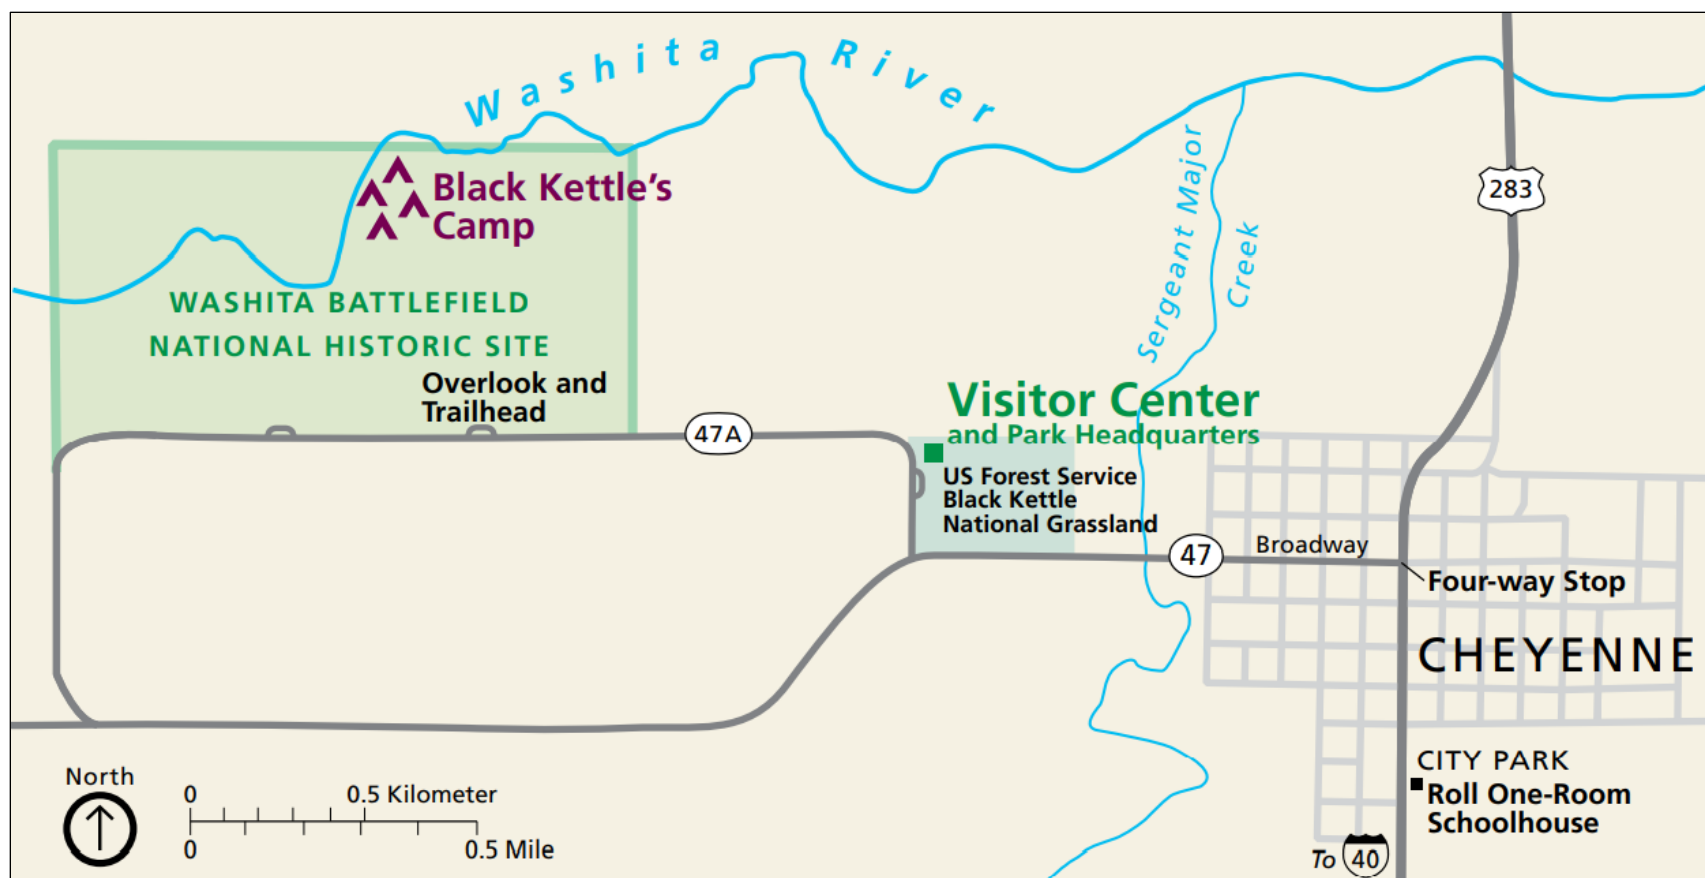 Washita River
283
Black Kettle's
Camp
Sergeant Major
Creek
WASHITA BATTLEFIELD
NATIONAL HISTORIC SITE
Overlook and
Trailhead
47A
Visitor Center
and Park Headquarters
US Forest Service
Black Kettle
National Grassland
47
Broadway
Four-way Stop
CHEYENNE
CITY PARK
Roll One-Room
Schoolhouse
To 40
North
0 0.5 Kilometer
0 0.5 Mile